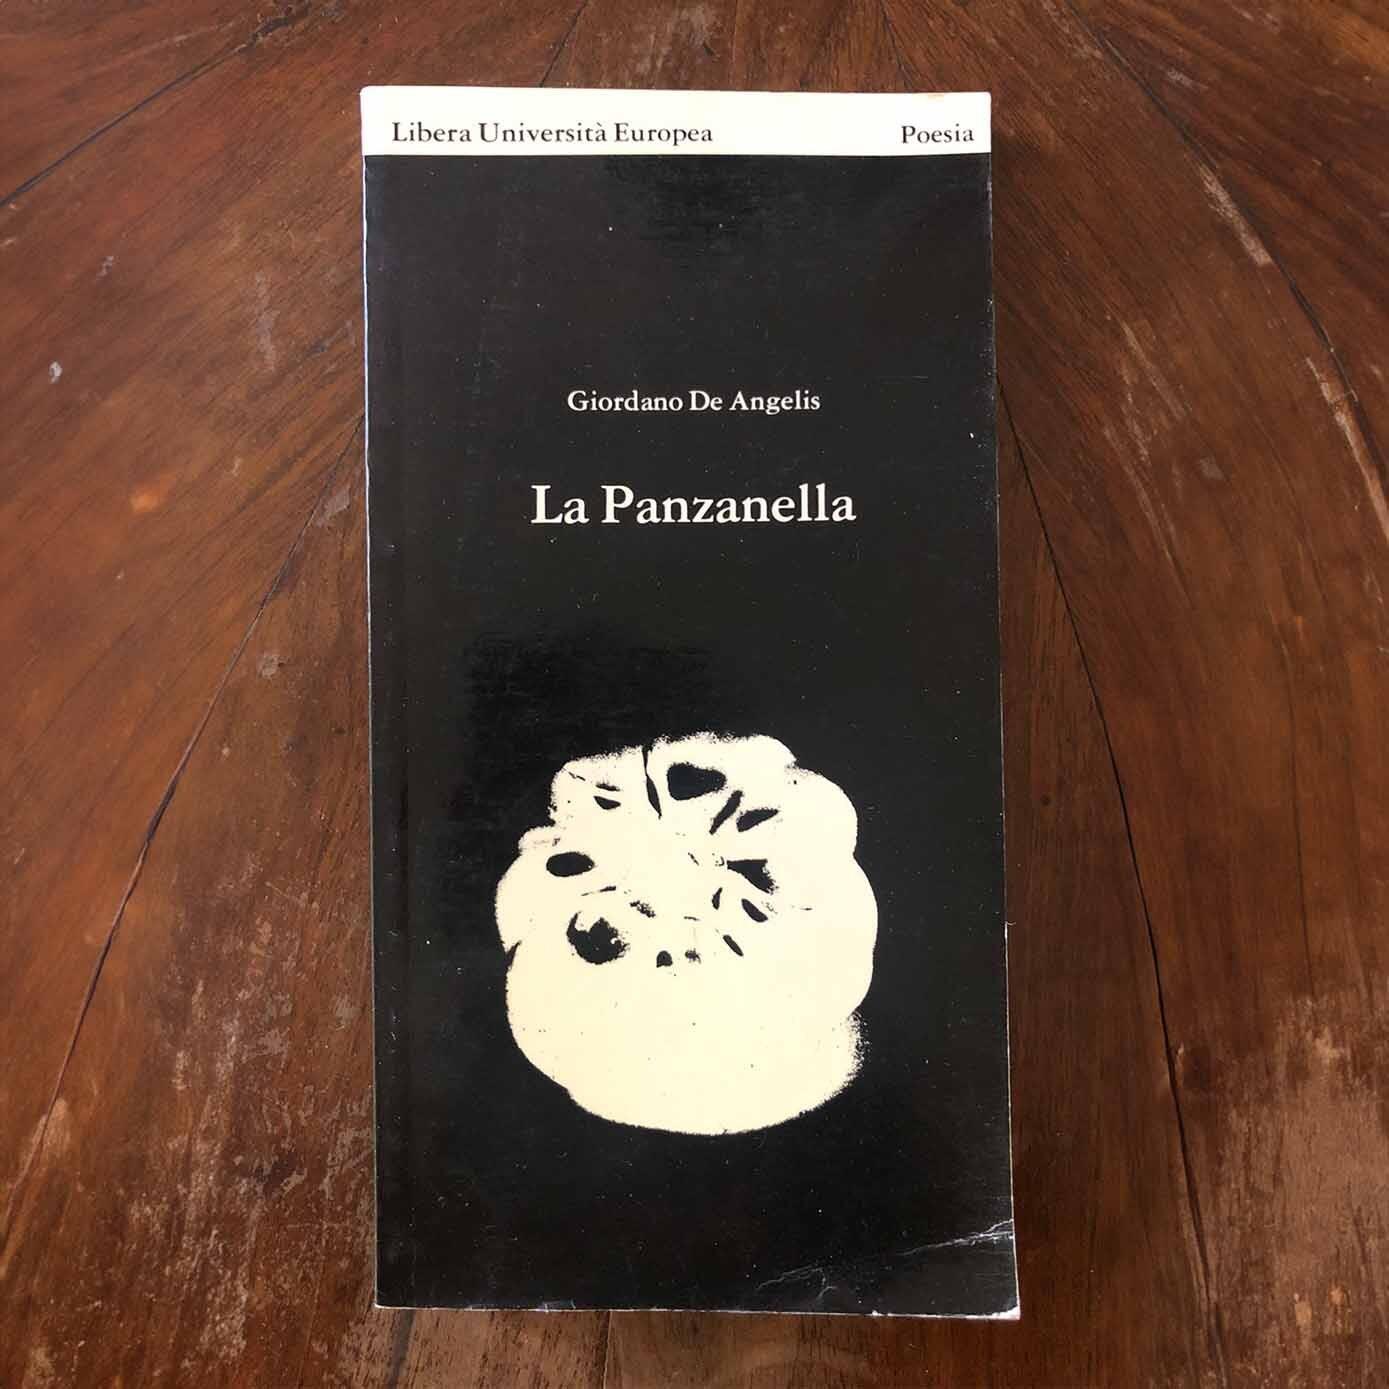 Libera Università Europea Poesia
Giordano De Angelis
La Panzanella